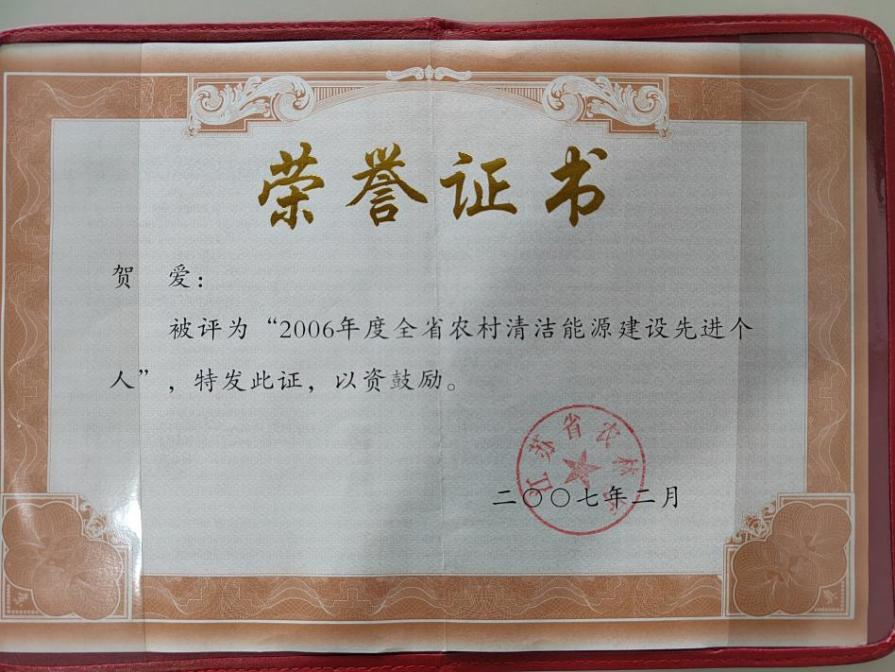 荣誉证书
贺 爱：
被评为“2006年度全省农村清洁能源建设先进个
人”，特发此证，以资鼓励。
江苏省农林
二〇〇七年二月